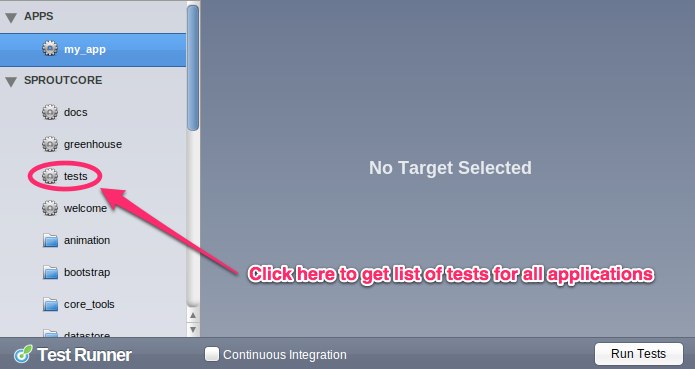 APPS
my_app
SPROUTCORE
docs
greenhouse
tests
welcome
animation
bootstrap
core_tools
datastore
No Target Selected
Click here to get list of tests for all applications
Test Runner
Continuous Integration
Run Tests